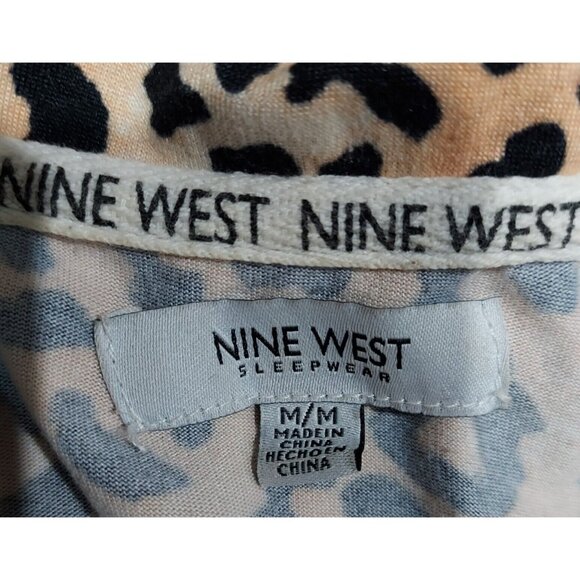 NINE WEST NINE WEST
NINE WEST
SLEEPWEAR
M/M
MADE IN
CHINA
HECHO EN
CHINA